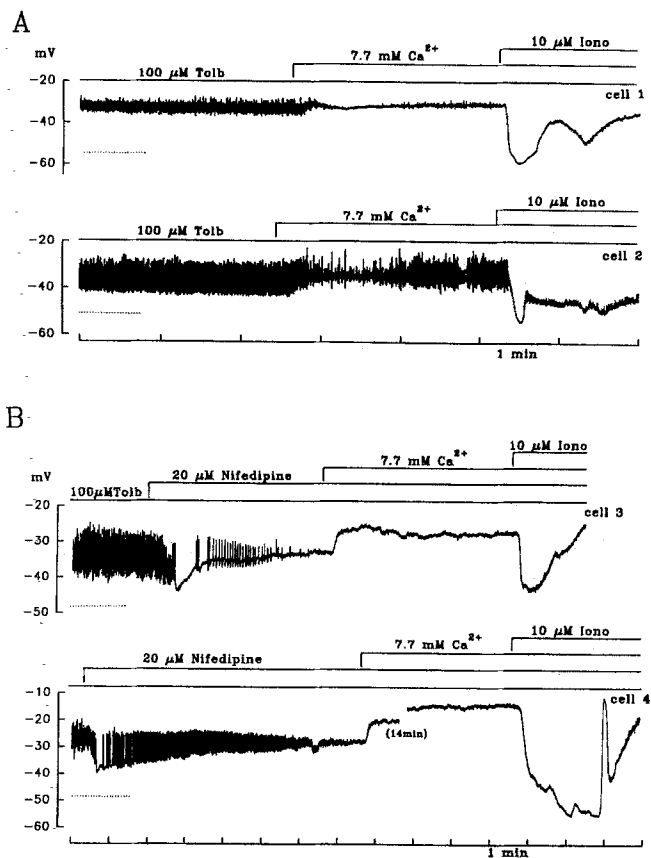 A
mV
10 μM Iono
7.7 mM Ca2+
100 μM Tolb
cell 1
-20
-40
-60
10 μM Iono
7.7 mM Ca2+
100 μM Tolb
cell 2
-20
-40
-60
1 min
B
mV
10 μM Iono
7.7 mM Ca2+
20 μM Nifedipine
100μMTolb
cell 3
-20
-30
-40
-50
10 μM Iono
7.7 mM Ca2+
20 μM Nifedipine
cell 4
-10
-20
-30
-40
-50
-60
(14min)
1 min